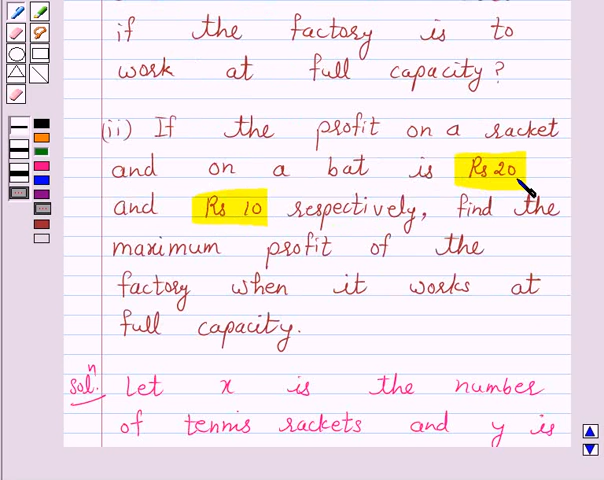 if the factory is to
work at full capacity?
(ii) If the profit on a racket
and on a bat is Rs 20
and Rs 10 respectively, find the
maximum profit of the
factory when it works at
full capacity.
Solⁿ. Let x is the number
of tennis rackets and y is